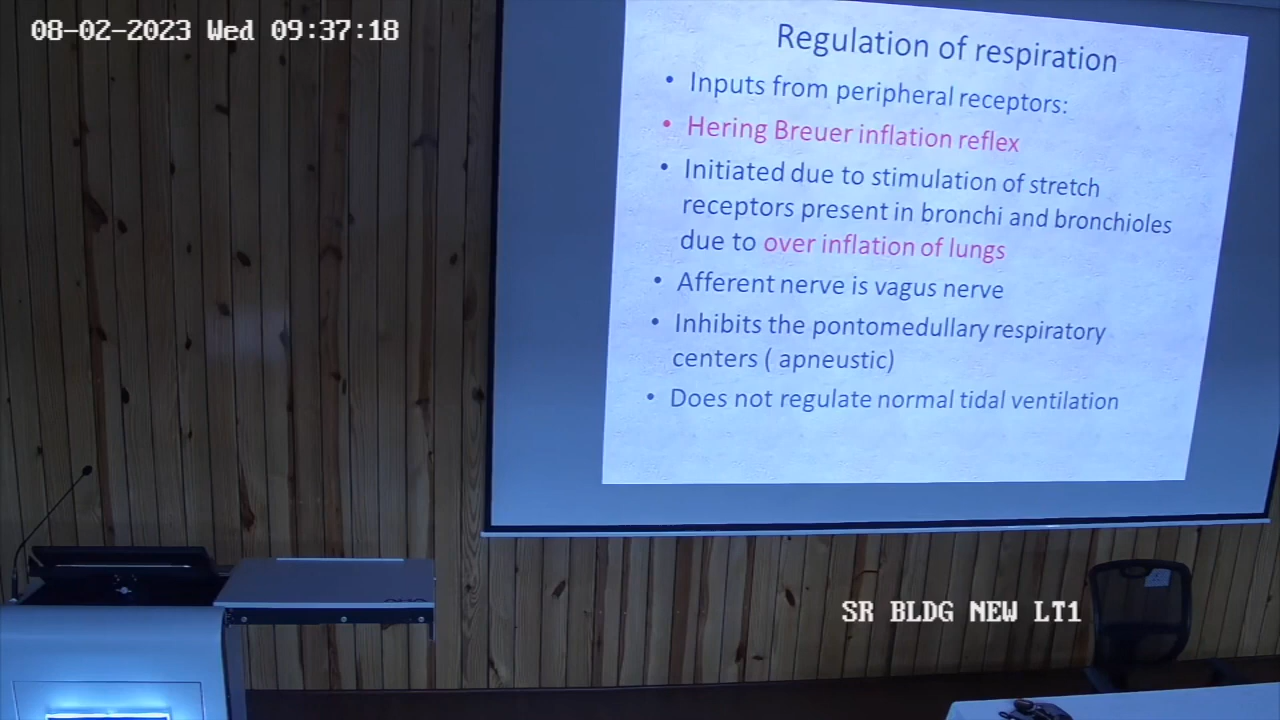 08-02-2023 Wed 09:37:18
Regulation of respiration
• Inputs from peripheral receptors:
• Hering Breuer inflation reflex
• Initiated due to stimulation of stretch
receptors present in bronchi and bronchioles
due to over inflation of lungs
• Afferent nerve is vagus nerve
• Inhibits the pontomedullary respiratory
centers ( apneustic)
• Does not regulate normal tidal ventilation
SR BLDG NEW LT1